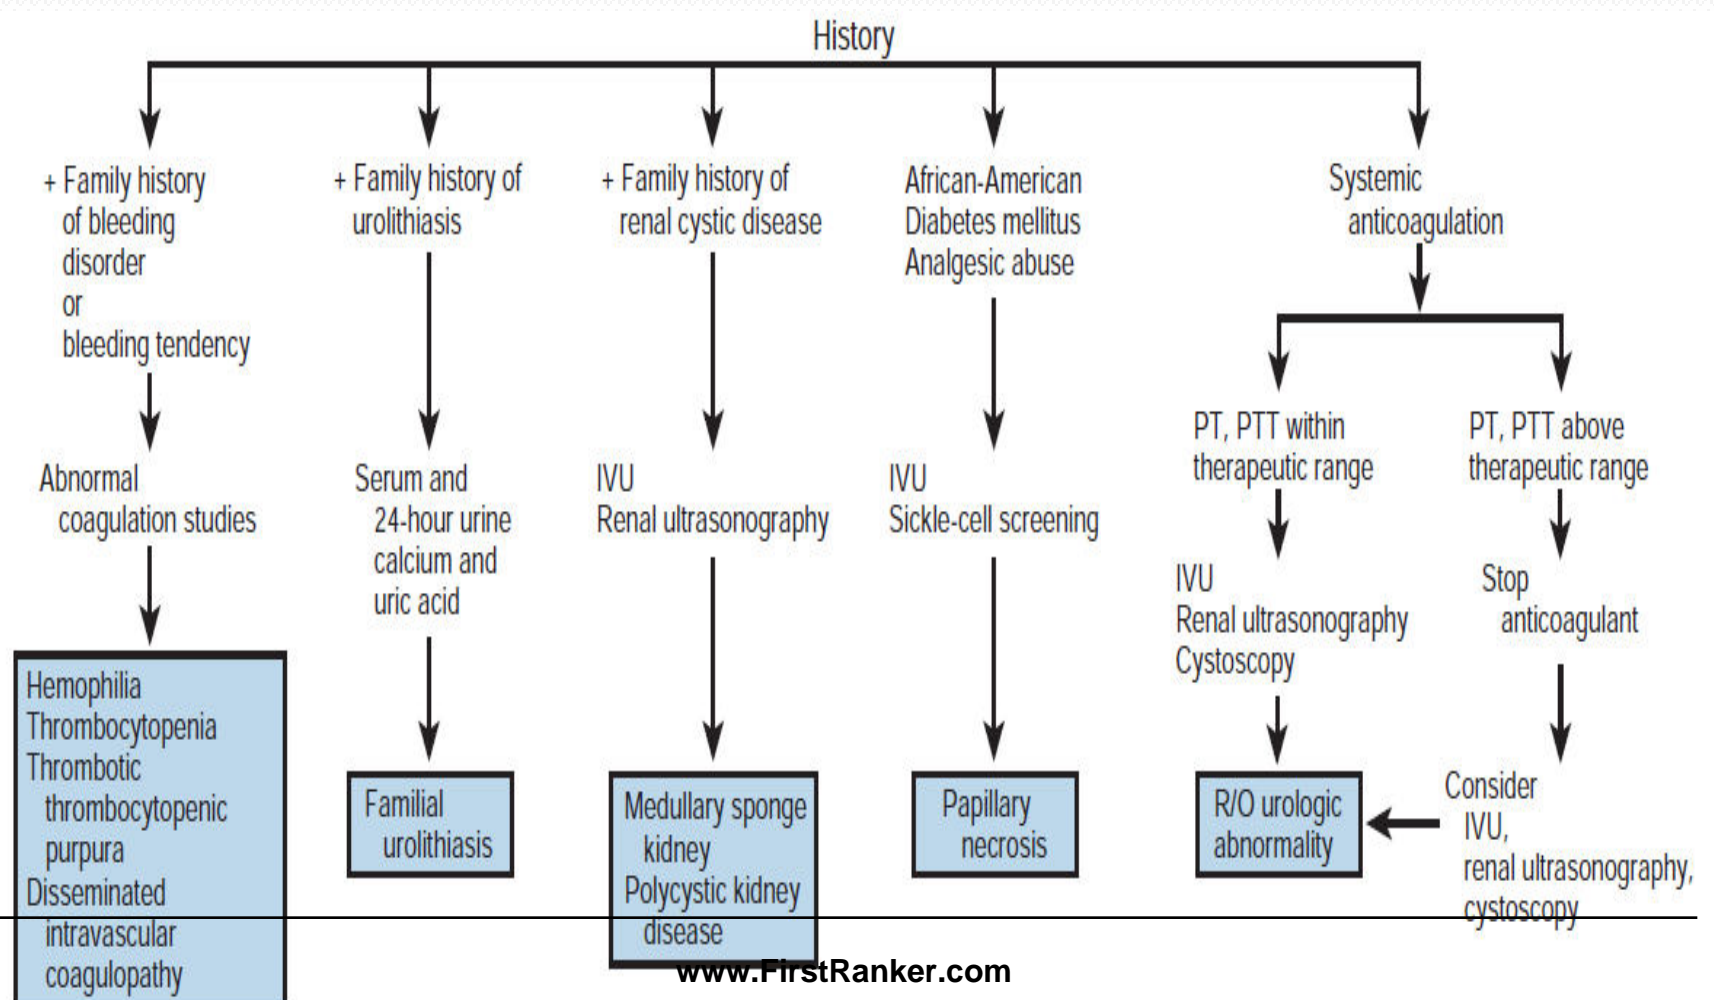 History
+ Family history
of bleeding
disorder
or
bleeding tendency
Abnormal
coagulation studies
Hemophilia
Thrombocytopenia
Thrombotic
thrombocytopenic
purpura
Disseminated
intravascular
coagulopathy
+ Family history of
urolithiasis
Serum and
24-hour urine
calcium and
uric acid
Familial
urolithiasis
+ Family history of
renal cystic disease
IVU
Renal ultrasonography
Medullary sponge
kidney
Polycystic kidney
disease
African-American
Diabetes mellitus
Analgesic abuse
IVU
Sickle-cell screening
Papillary
necrosis
Systemic
anticoagulation
PT, PTT within
therapeutic range
IVU
Renal ultrasonography
Cystoscopy
R/O urologic
abnormality
PT, PTT above
therapeutic range
Stop
anticoagulant
Consider
IVU,
renal ultrasonography,
cystoscopy
www.FirstRanker.com